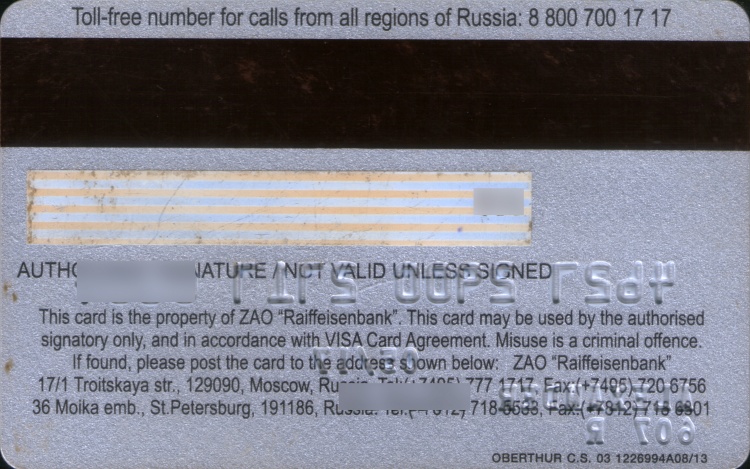 Toll-free number for calls from all regions of Russia: 8 800 700 17 17
/ NOT VALID UNLESS SIGNED
This card is the property of ZAO “Raiffeisenbank”. This card may be used by the authorised
signatory only, and in accordance with VISA Card Agreement. Misuse is a criminal offence.
If found, please post the card to the address shown below: ZAO “Raiffeisenbank”
17/1 Troitskaya str., 129090, Moscow, Russia. Tel:(+7495) 777 1717, Fax:(+7495) 720 6756
36 Moika emb., St.Petersburg, 191186, Russia. Fax:(+7812)
OBERTHUR C.S. 03 1226994A08/13